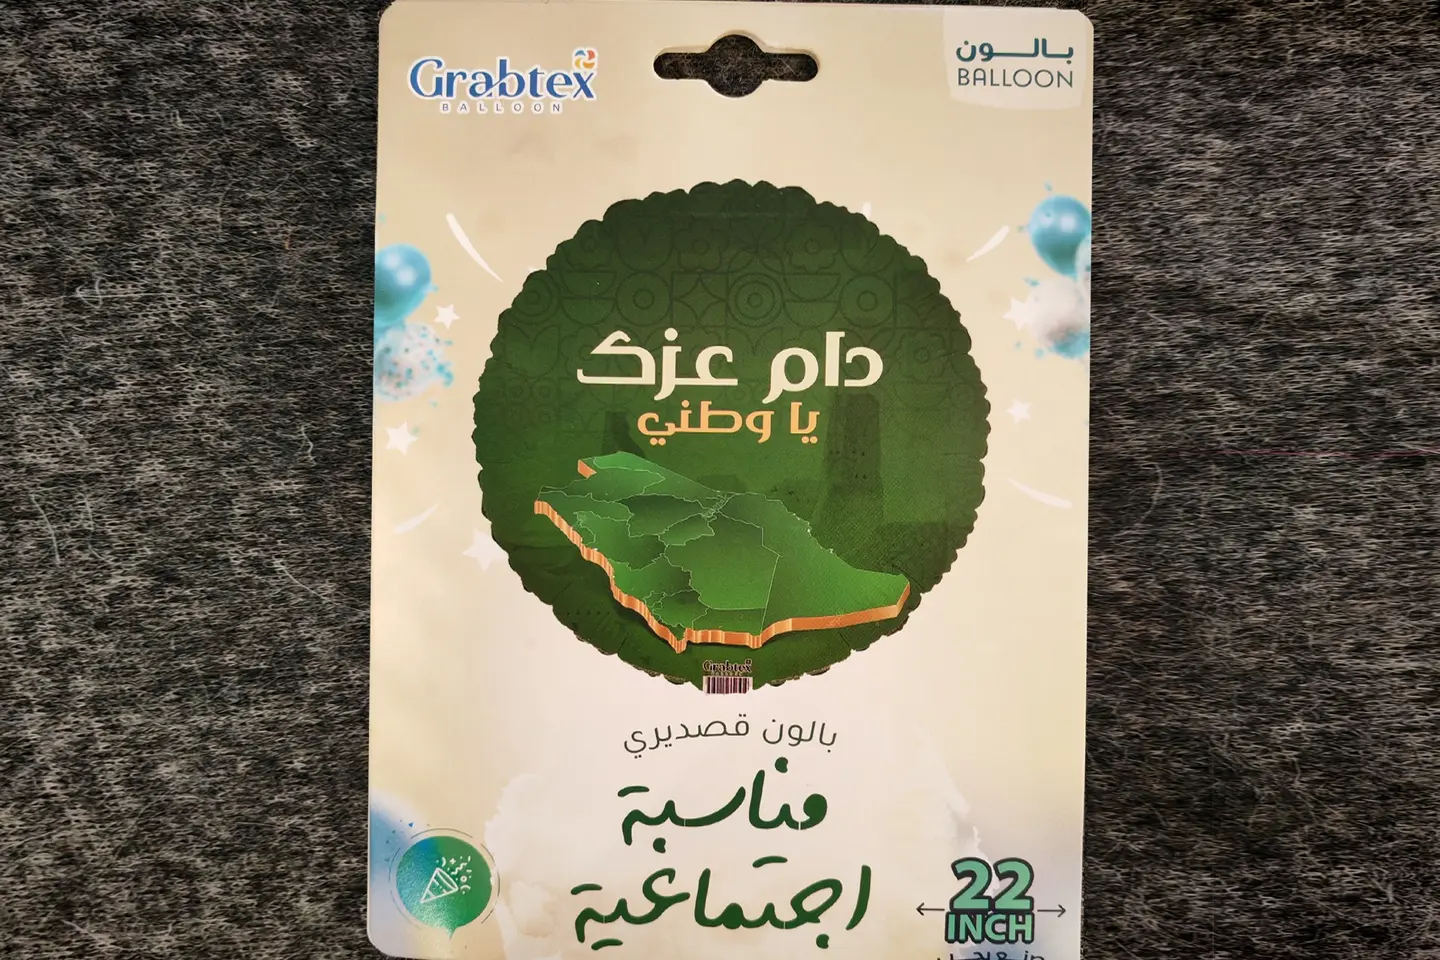 Grabtex
BALLOON
بالون
BALLOON
دام عزك
يا وطني
Grabtex
بالون قصديري
مناسبة
اجتماعية
22
INCH